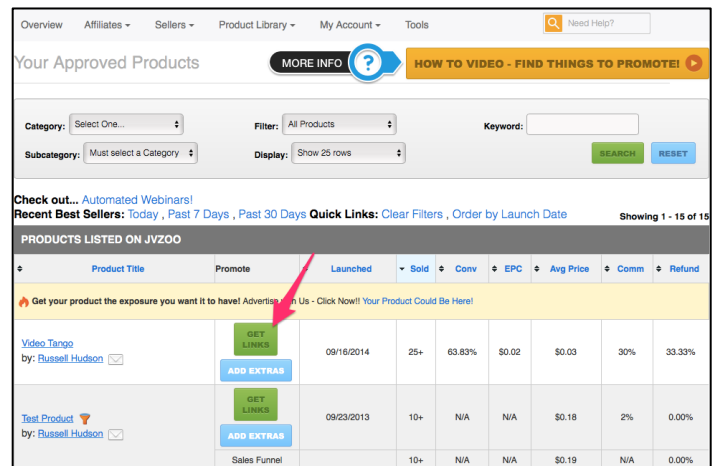 Overview Affiliates Sellers Product Library My Account Tools Need Help?
Your Approved Products MORE INFO ? HOW TO VIDEO - FIND THINGS TO PROMOTE!
Category: Select One... Filter: All Products Keyword:
Subcategory: Must select a Category Display: Show 25 rows SEARCH RESET
Check out... Automated Webinars!
Recent Best Sellers: Today , Past 7 Days , Past 30 Days Quick Links: Clear Filters , Order by Launch Date Showing 1 - 15 of 15
PRODUCTS LISTED ON JVZOO
Product Title Promote Launched Sold Conv EPC Avg Price Comm Refund
Get your product the exposure you want it to have! Advertise Us - Click Now!! Your Product Could Be Here!
Video Tango
by: Russell Hudson
GET
LINKS
ADD EXTRAS
09/16/2014 25+ 63.83% $0.02 $0.03 30% 33.33%
Test Product
by: Russell Hudson
GET
LINKS
ADD EXTRAS
09/23/2013 10+ N/A N/A $0.18 2% 0.00%
Sales Funnel 10+ N/A N/A $0.19 N/A 0.00%